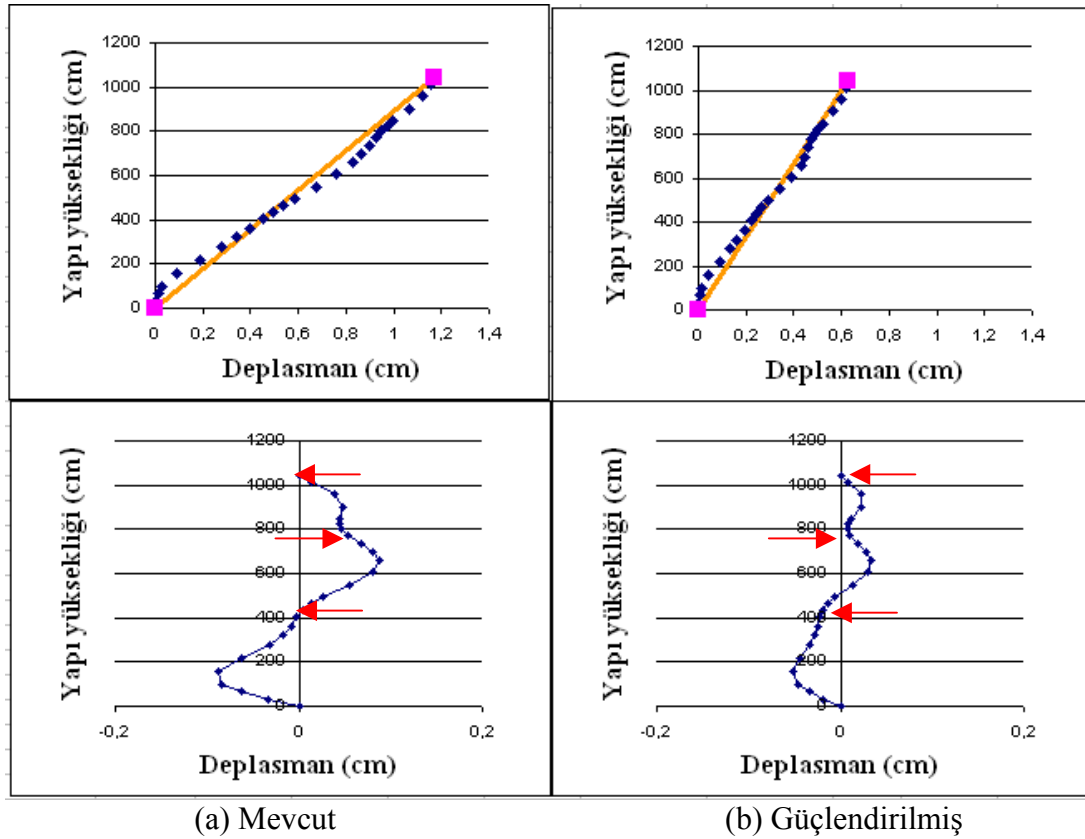 Yapı yüksekliği (cm)
1200
1000
800
600
400
200
0
0 0,2 0,4 0,6 0,8 1 1,2 1,4
Deplasman (cm)
Yapı yüksekliği (cm)
1200
1000
800
600
400
200
0
0 0,2 0,4 0,6 0,8 1 1,2 1,4
Deplasman (cm)
Yapı yüksekliği (cm)
1200
1000
800
600
400
200
0
-0,2 0 0,2
Deplasman (cm)
Yapı yüksekliği (cm)
1200
1000
800
600
400
200
0
-0,2 0 0,2
Deplasman (cm)
(a) Mevcut
(b) Güçlendirilmiş